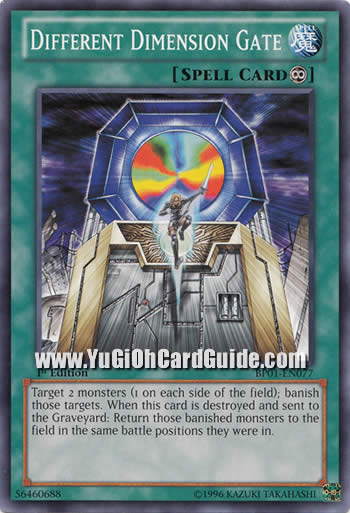 DIFFERENT DIMENSION GATE
[SPELL CARD]
www.YuGiOhCardGuide.com
1st Edition
BP01-EN077
Target 2 monsters (1 on each side of the field); banish
those targets. When this card is destroyed and sent to
the Graveyard: Return those banished monsters to the
field in the same battle positions they were in.
56460688
©1996 KAZUKI TAKAHASHI